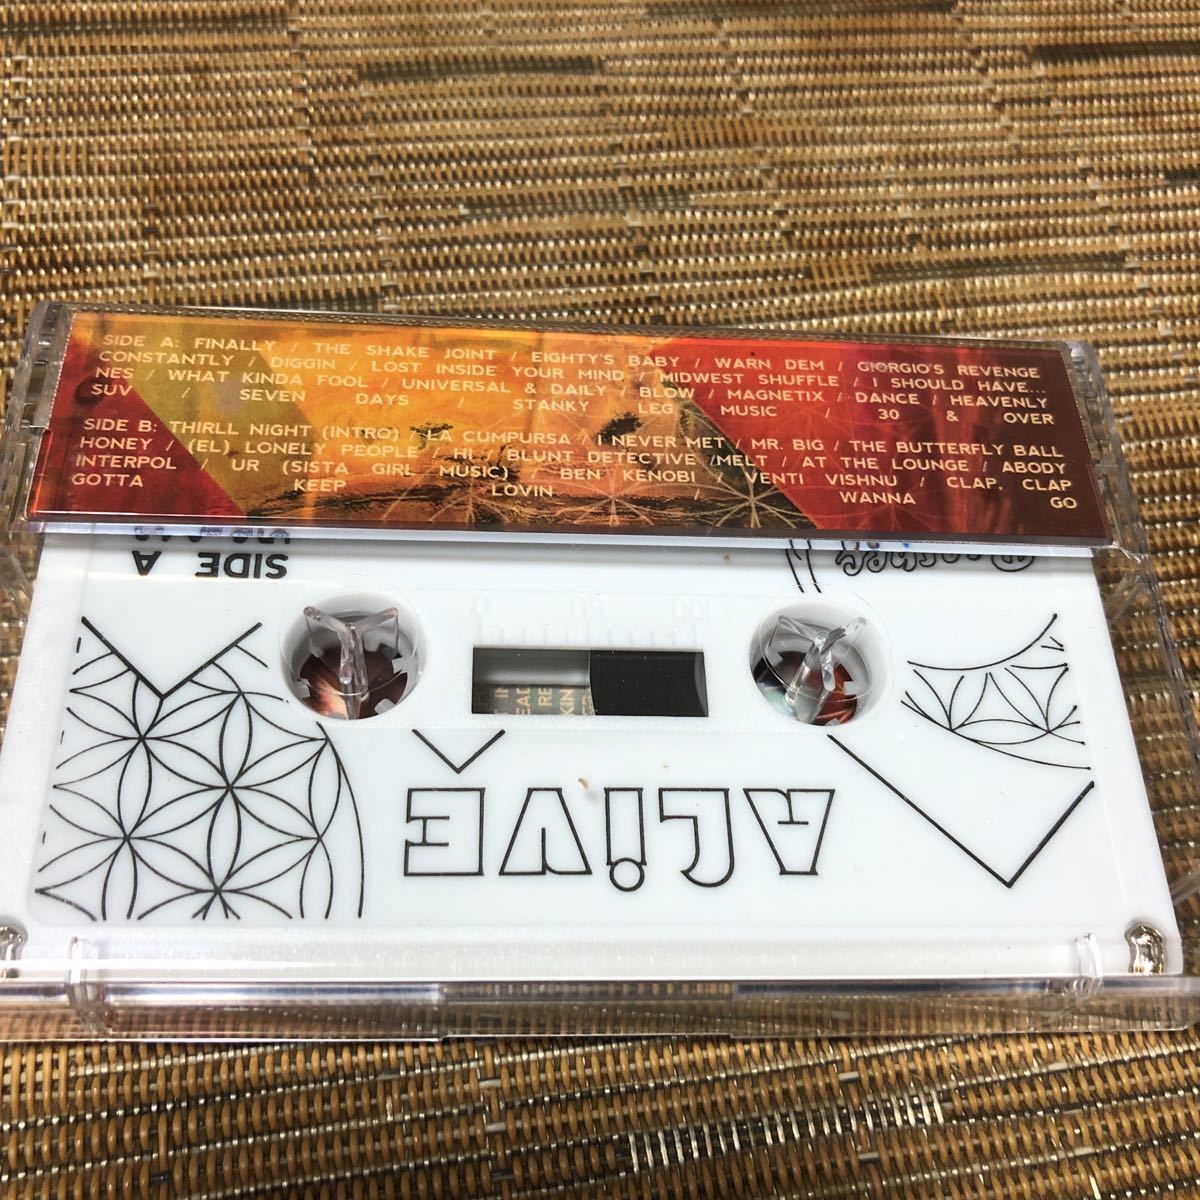 SIDE A: FINALLY / THE SHAKE JOINT / EIGHTY'S BABY / WARN DEM / GIORGIO'S REVENGE
CONSTANTLY / DIGGIN / LOST INSIDE YOUR MIND / MIDWEST SHUFFLE / I SHOULD HAVE...
NES / WHAT KINDA FOOL / UNIVERSAL & DAILY / BLOW / MAGNETIX / DANCE / HEAVENLY
SUV / SEVEN DAYS / STANKY LEG MUSIC / 30 & OVER
SIDE B: THIRLL NIGHT (INTRO) / LA CUMPURSA / I NEVER MET / MR. BIG / THE BUTTERFLY BALL
HONEY / (EL) LONELY PEOPLE / HI / BLUNT DETECTIVE /MELT / AT THE LOUNGE / ABODY
INTERPOL / UR (SISTA GIRL MUSIC) / BEN KENOBI / VENTI VISHNU / CLAP, CLAP
GOTTA KEEP LOVIN / WANNA GO
SIDE A
0 50 100
ALiVE